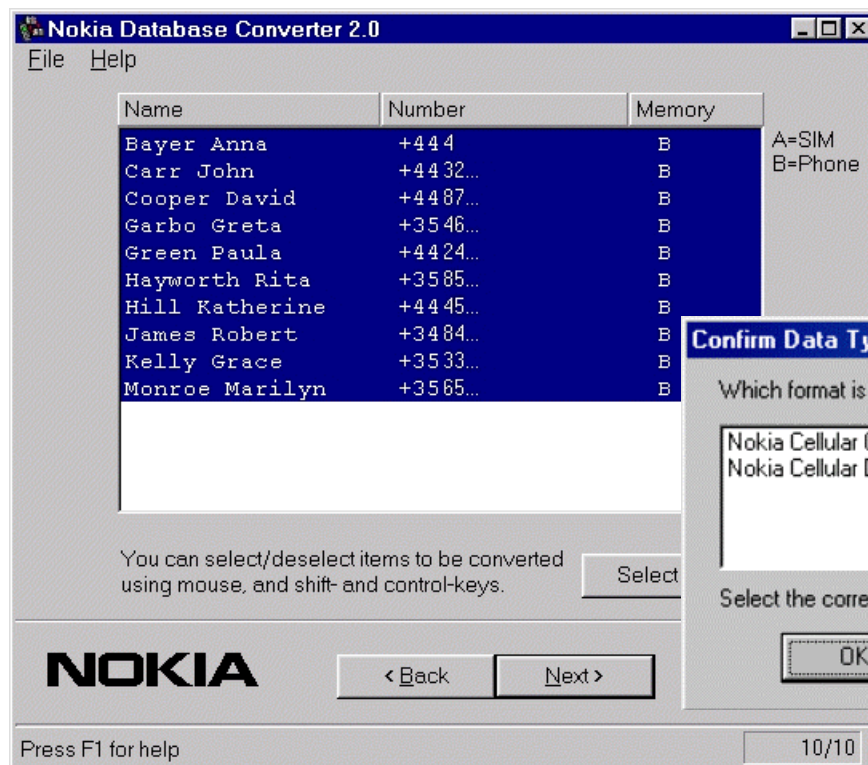 Nokia Database Converter 2.0
File Help
Name Number Memory
Bayer Anna +444 B
Carr John +4432... B
Cooper David +4487... B
Garbo Greta +3546... B
Green Paula +4424... B
Hayworth Rita +3585... B
Hill Katherine +4445... B
James Robert +3484... B
Kelly Grace +3533... B
Monroe Marilyn +3565... B
A=SIM
B=Phone
Confirm Data Ty
Which format is
Nokia Cellular
Nokia Cellular
Select the corre
OK
You can select/deselect items to be converted
using mouse, and shift- and control-keys.
Select
NOKIA
< Back Next >
Press F1 for help 10/10